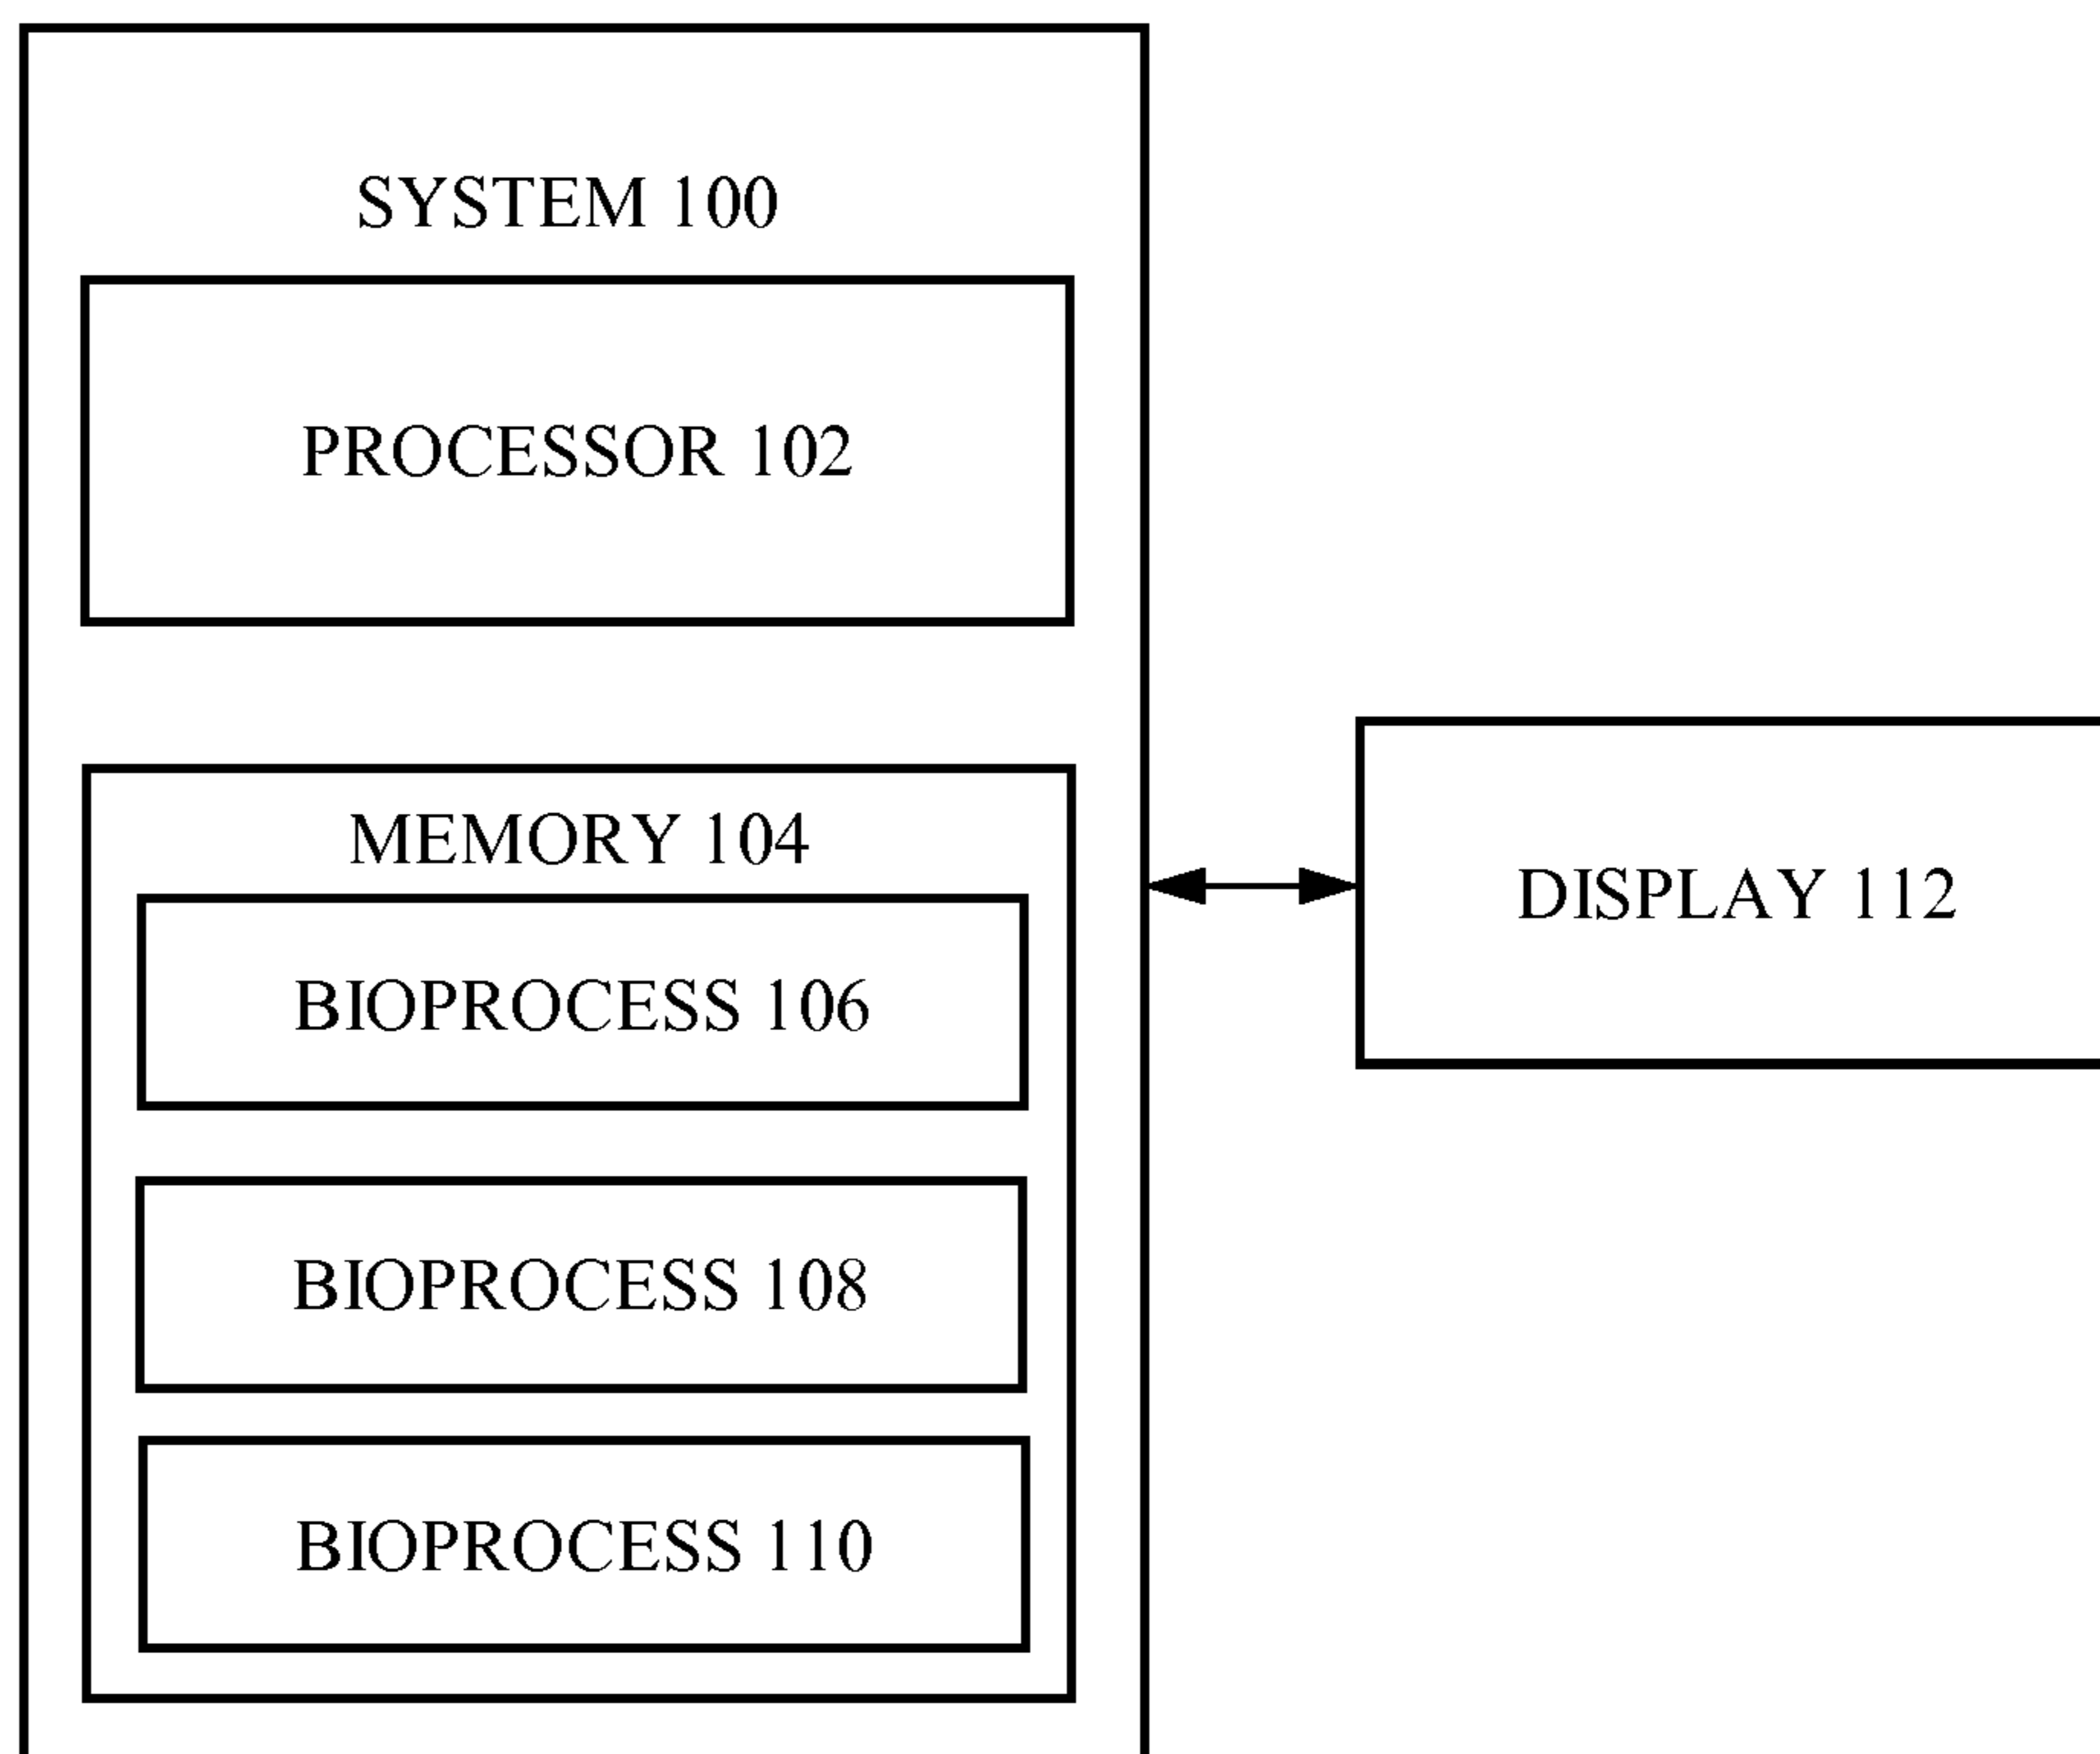 SYSTEM 100
PROCESSOR 102
MEMORY 104
BIOPROCESS 106
BIOPROCESS 108
BIOPROCESS 110
DISPLAY 112